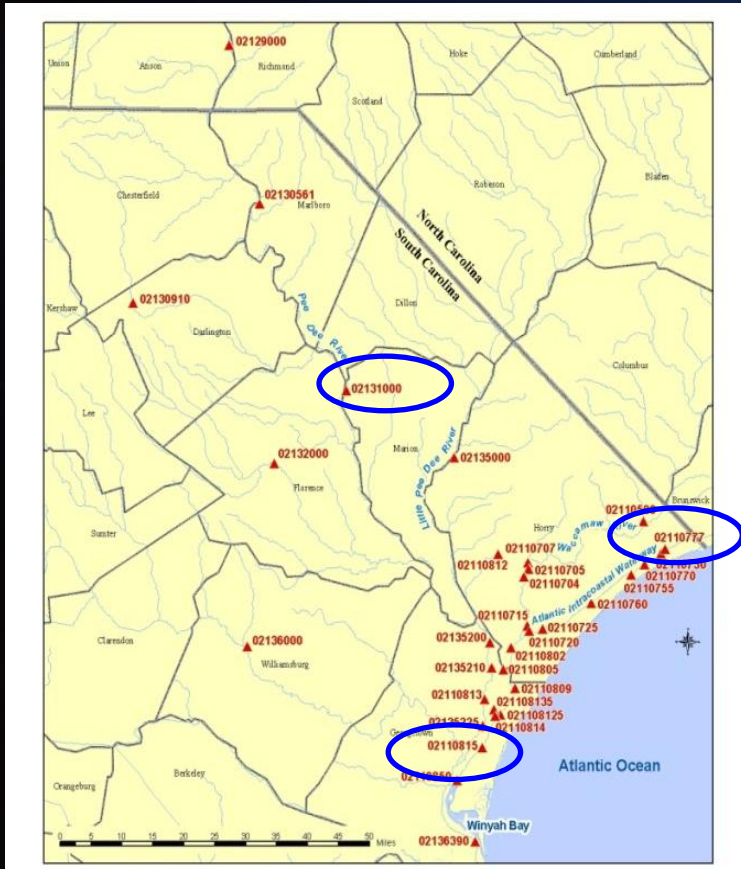 02129000
Union
Anson
Richmond
Hoke
Cumberland
Scotland
Chesterfield
02130561
Marlboro
Robeson
Bladen
North Carolina
South Carolina
Kershaw
02130910
Darlington
Pee Dee River
Dillon
Columbus
Lee
02131000
Marion
Little Pee Dee River
02135000
02132000
Florence
Brunswick
Sumter
Horry
Waccamaw River
02110777
02110707
02110812
02110705
02110704
02110770
02110755
02110760
Atlantic Intracoastal Waterway
02110715
02110725
02110720
Clarendon
02136000
Williamsburg
02135200
02110802
02135210
02110805
02110809
02110813
02108135
02108125
02110814
Georgetown
02110815
Orangeburg
Berkeley
Atlantic Ocean
Winyah Bay
0 5 10 15 20 25 30 35 40 45 50
Miles
02136390